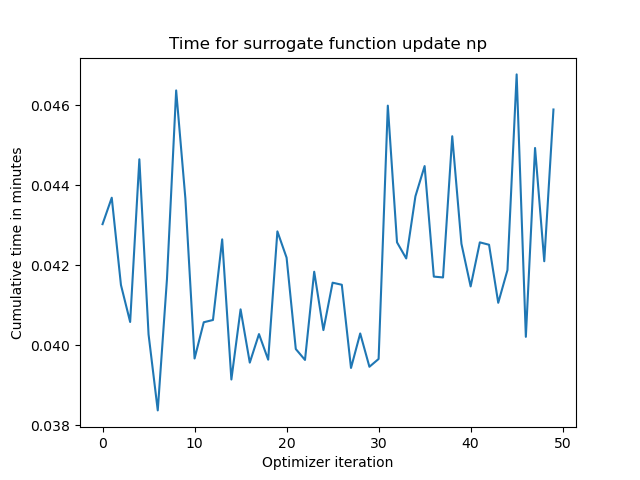 Time for surrogate function update np
Cumulative time in minutes
0.046
0.044
0.042
0.040
0.038
0 10 20 30 40 50
Optimizer iteration